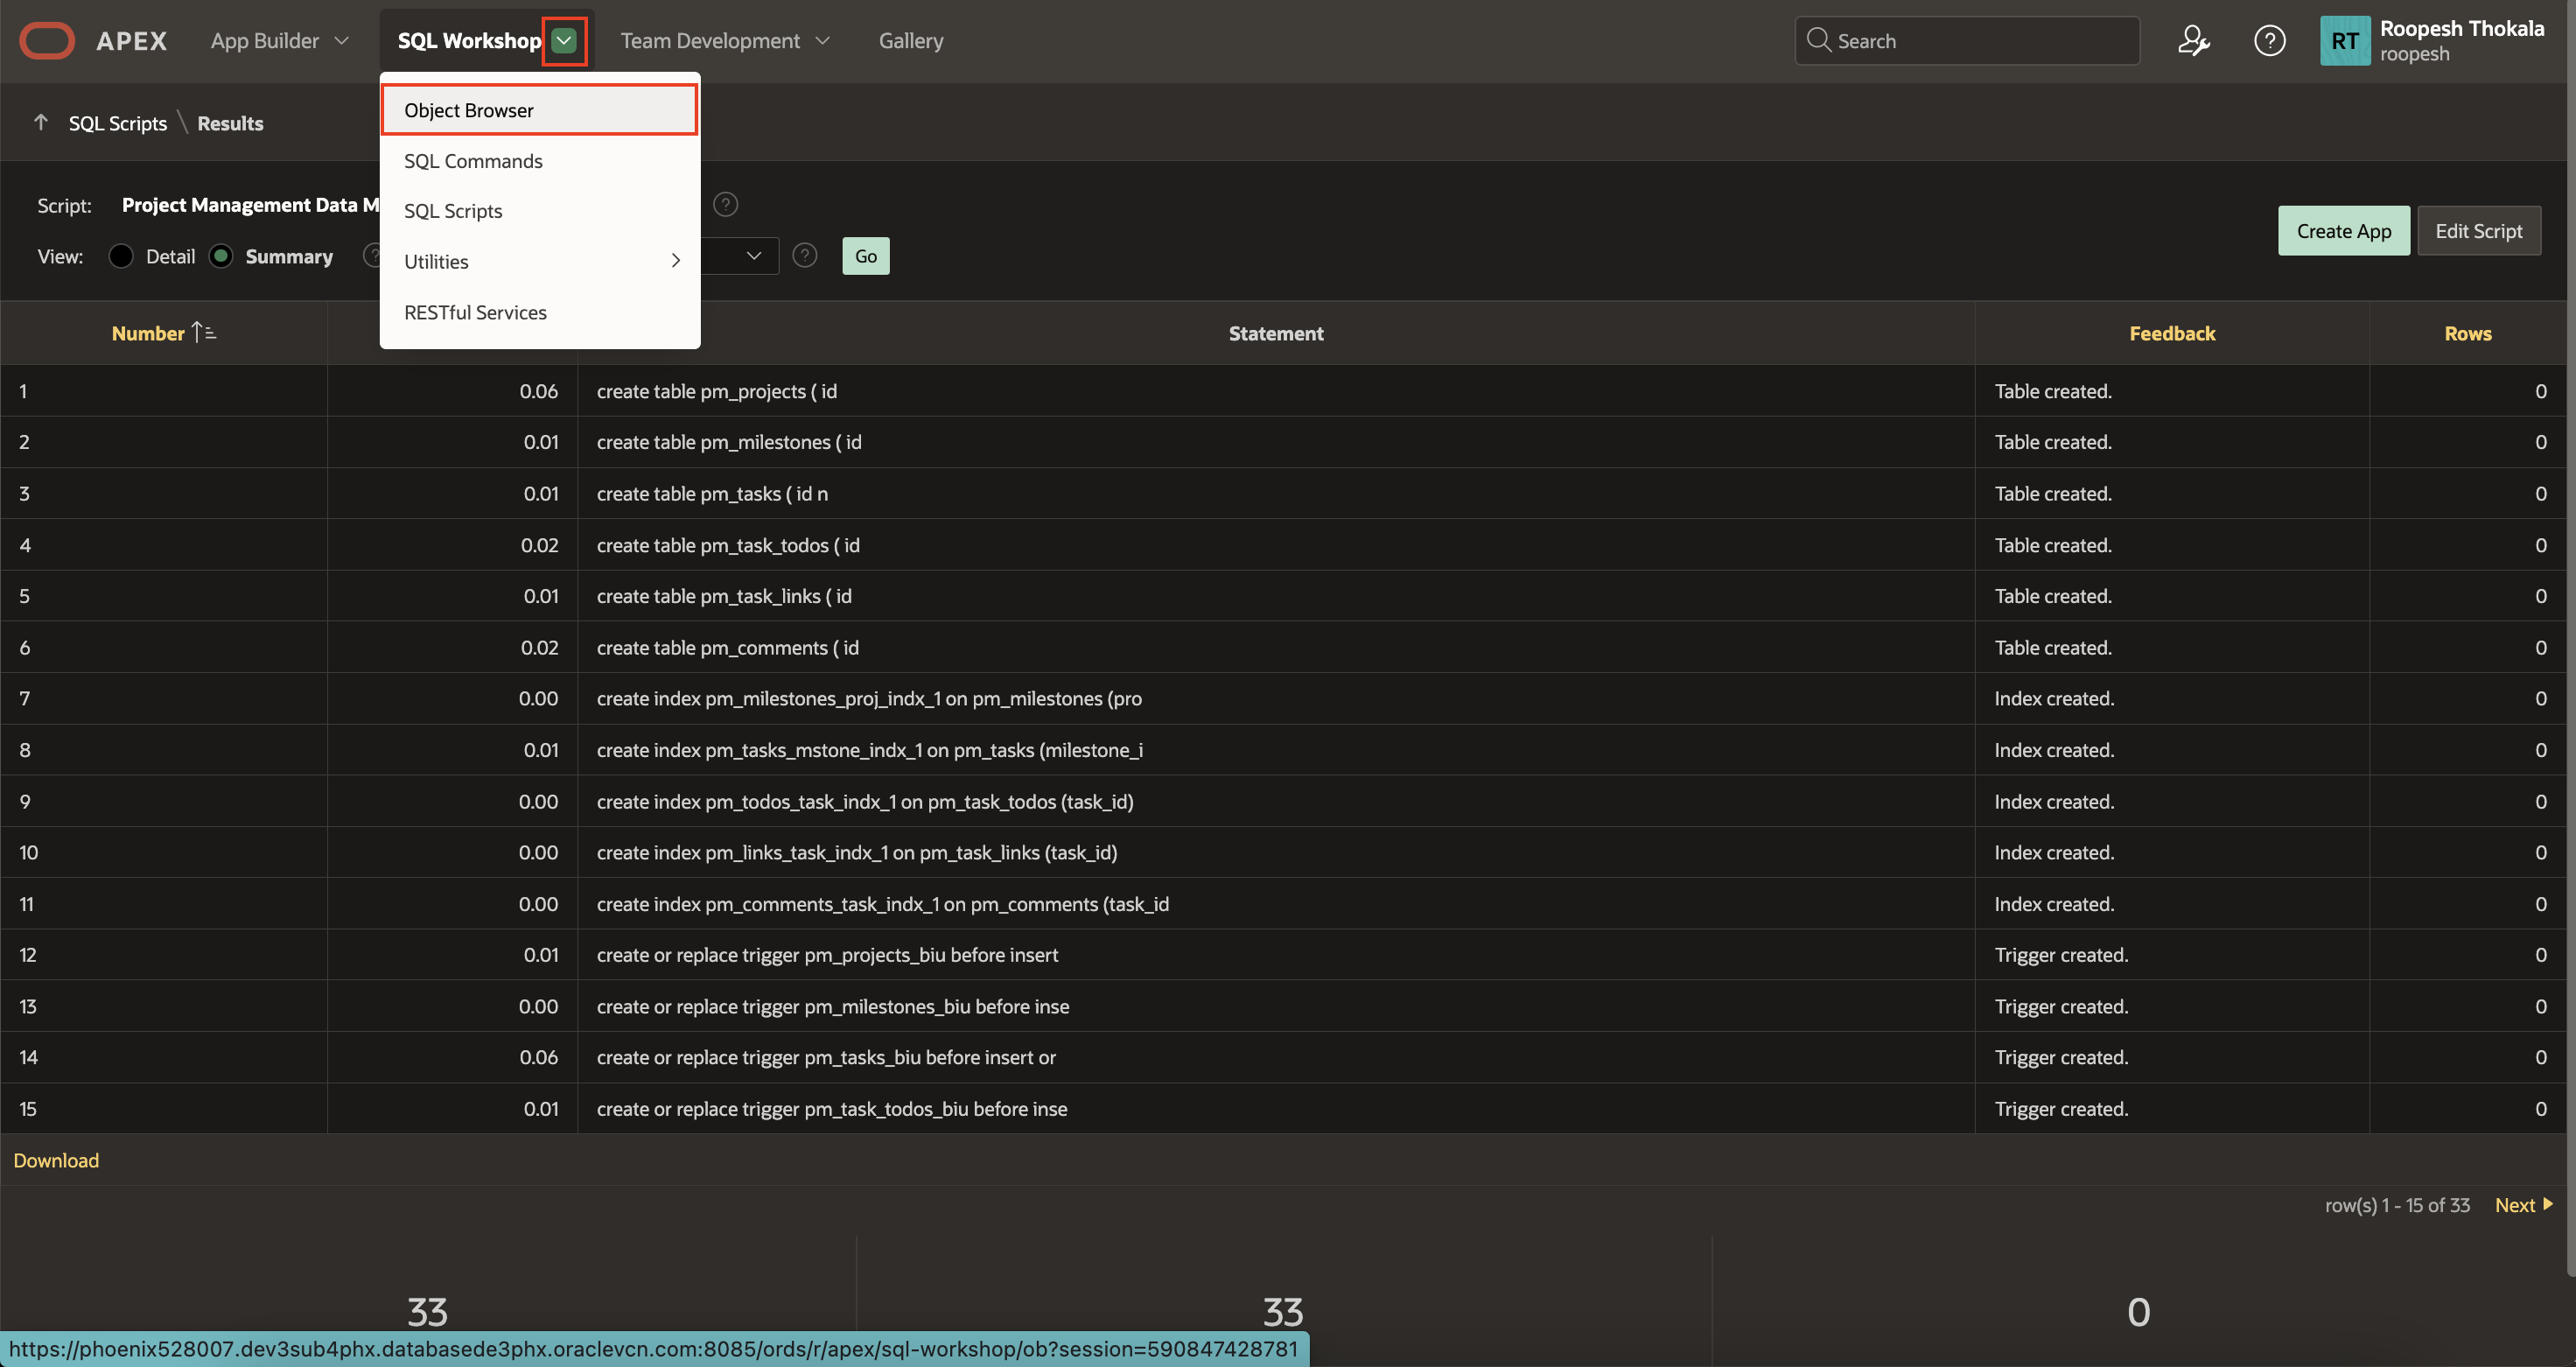 APEX App Builder SQL Workshop Team Development Gallery Search Roopesh Thokala
RT roopesh
Object Browser
SQL Commands
SQL Scripts
Utilities
RESTful Services
SQL Scripts \ Results
Script: Project Management Data M
View: Detail Summary Go
Create App Edit Script
Number Statement Feedback Rows
1 0.06 create table pm_projects ( id Table created. 0
2 0.01 create table pm_milestones ( id Table created. 0
3 0.01 create table pm_tasks ( id n Table created. 0
4 0.02 create table pm_task_todos ( id Table created. 0
5 0.01 create table pm_task_links ( id Table created. 0
6 0.02 create table pm_comments ( id Table created. 0
7 0.00 create index pm_milestones_proj_indx_1 on pm_milestones (pro Index created. 0
8 0.01 create index pm_tasks_mstone_indx_1 on pm_tasks (milestone_i Index created. 0
9 0.00 create index pm_todos_task_indx_1 on pm_task_todos (task_id) Index created. 0
10 0.00 create index pm_links_task_indx_1 on pm_task_links (task_id) Index created. 0
11 0.00 create index pm_comments_task_indx_1 on pm_comments (task_id Index created. 0
12 0.01 create or replace trigger pm_projects_biu before insert Trigger created. 0
13 0.00 create or replace trigger pm_milestones_biu before inse Trigger created. 0
14 0.06 create or replace trigger pm_tasks_biu before insert or Trigger created. 0
15 0.01 create or replace trigger pm_task_todos_biu before inse Trigger created. 0
Download
row(s) 1 - 15 of 33 Next
33 33 0
https://phoenix528007.dev3sub4phx.databasede3phx.oraclevcn.com:8085/ords/r/apex/sql-workshop/ob?session=590847428781